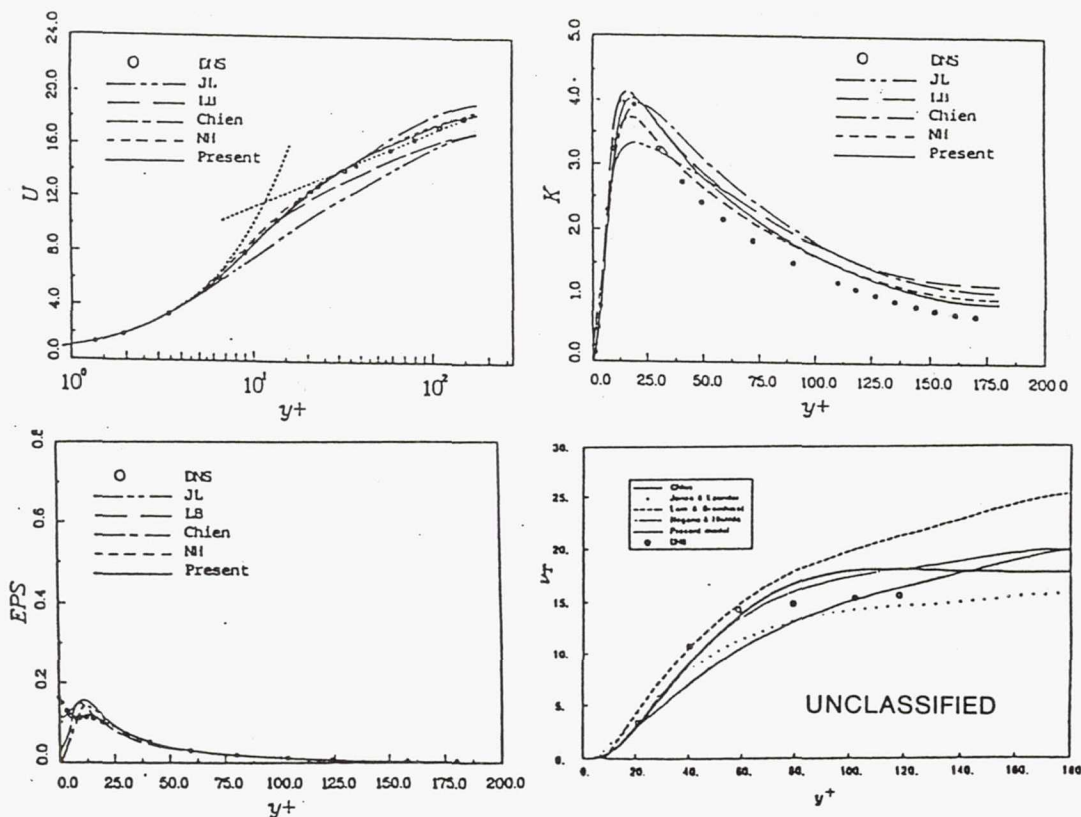 24.0
20.0
16.0
12.0
8.0
4.0
0.0
U
DNS
JL
LB
Chien
NH
Present
10⁰
10¹
10²
y+
5.0
4.0
3.0
2.0
1.0
0.0
K
DNS
JL
LB
Chien
NH
Present
0.0 25.0 50.0 75.0 100.0 125.0 150.0 175.0 200.0
y+
0.8
0.6
0.4
0.2
0.0
EPS
DNS
JL
LB
Chien
NH
Present
0.0 25.0 50.0 75.0 100.0 125.0 150.0 175.0 200.0
y+
30.
25.
20.
15.
10.
5.
0.
νT
Chien
Jones & Launder
Lam & Bremhorst
Nagano & Hishida
Present model
DNS
UNCLASSIFIED
0. 20. 40. 60. 80. 100. 120. 140. 160. 180
y+